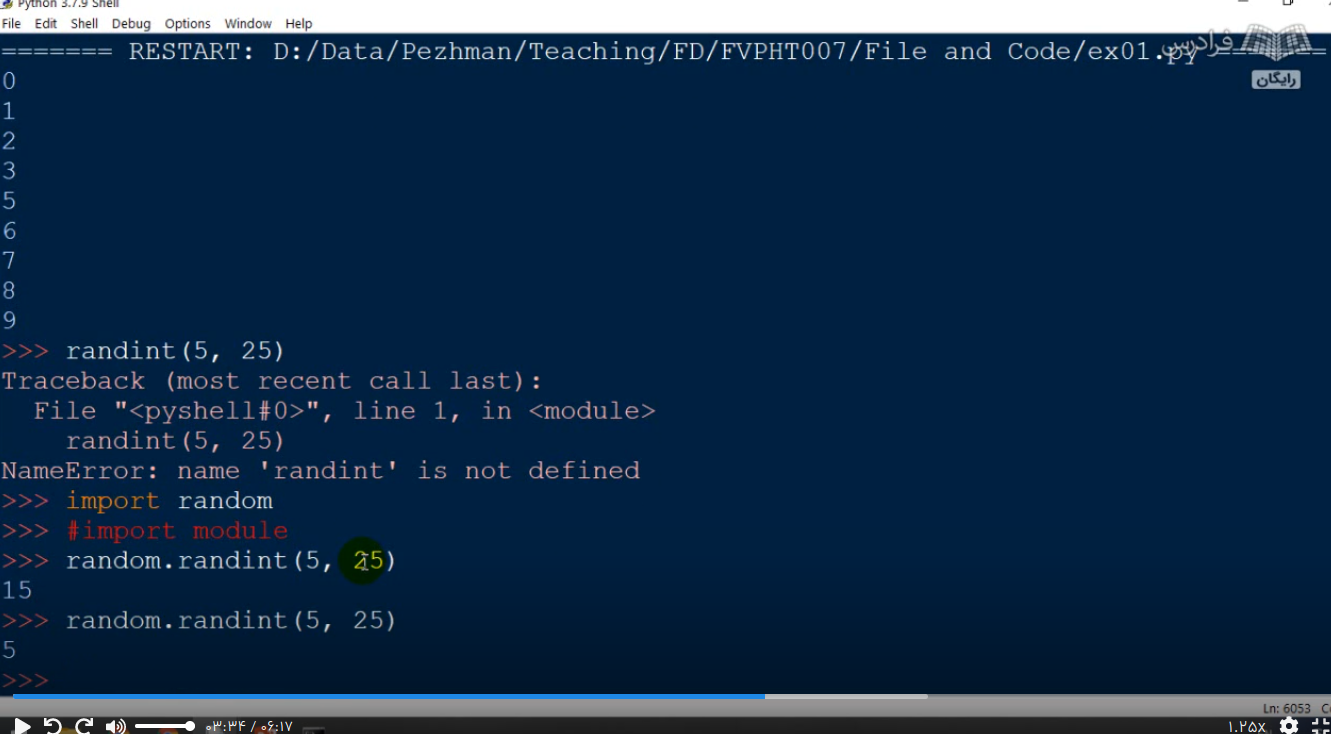 Python 3.7.9 Shell
File Edit Shell Debug Options Window Help
======= RESTART: D:/Data/Pezhman/Teaching/FD/FVPHT007/File and Code/ex01.py =======
فرادرس
رایگان
0
1
2
3
5
6
7
8
9
>>> randint(5, 25)
Traceback (most recent call last):
  File "<pyshell#0>", line 1, in <module>
    randint(5, 25)
NameError: name 'randint' is not defined
>>> import random
>>> #import module
>>> random.randint(5, 25)
15
>>> random.randint(5, 25)
5
>>>
Ln: 6053
۰۳:۳۴ / ۰۶:۱۷
۱.۲۵x